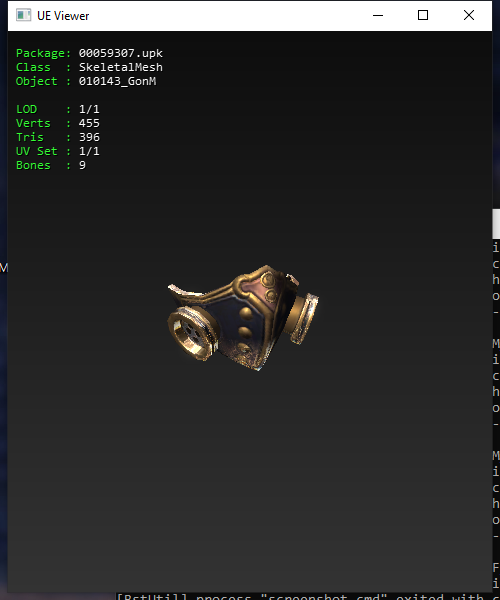 UE Viewer
Package: 00059307.upk
Class : SkeletalMesh
Object : 010143_GonM
LOD : 1/1
Verts : 455
Tris : 396
UV Set : 1/1
Bones : 9
M
i
c
h
o
-
M
i
c
h
o
-
M
i
c
h
o
-
F
i
[BstUtil] process "screenshot.cmd" exited with c